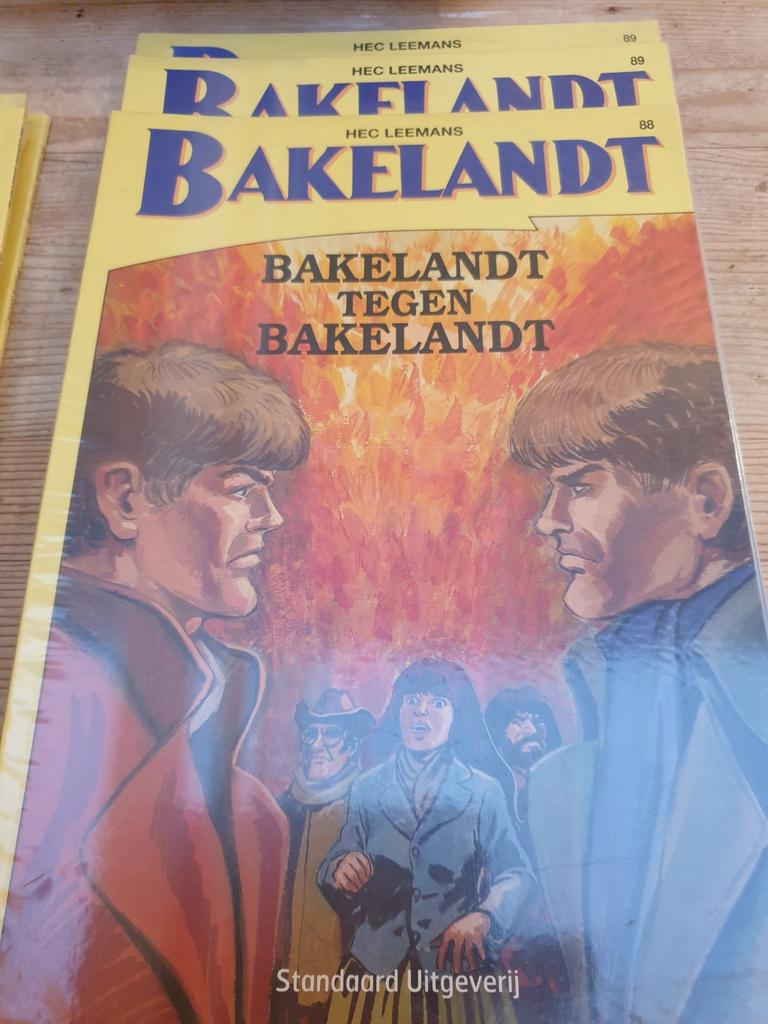 HEC LEEMANS
89
HEC LEEMANS
89
BAKELANDT
HEC LEEMANS
88
BAKELANDT
BAKELANDT
TEGEN
BAKELANDT
Standaard Uitgeverij